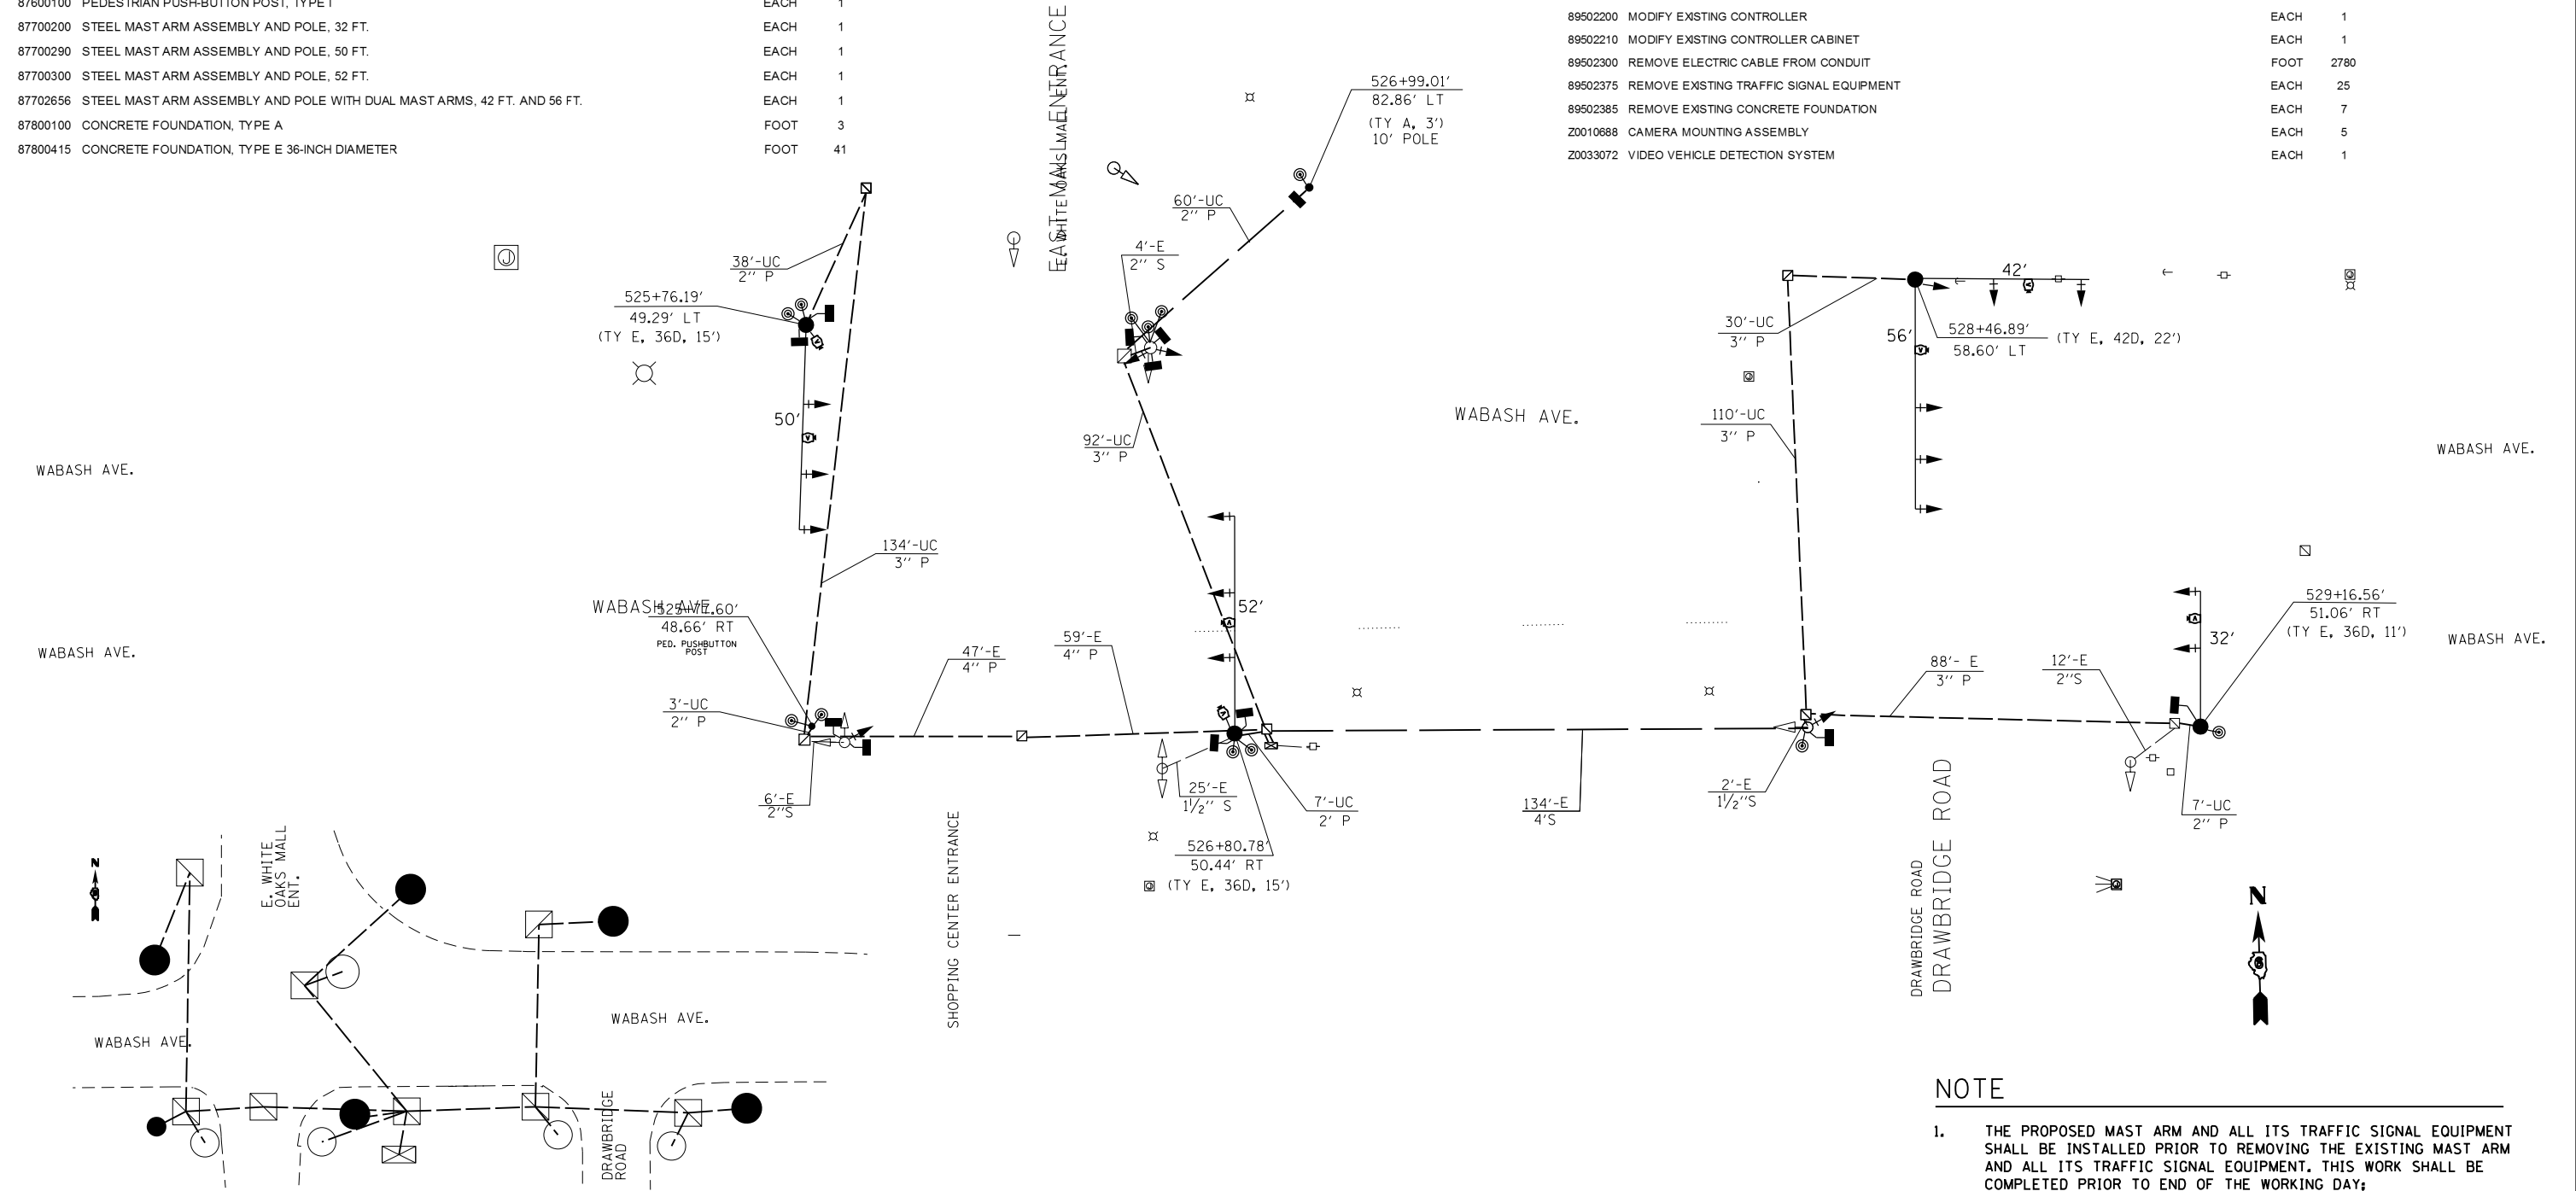 87600100 PEDESTRIAN PUSH-BUTTON POST, TYPE I EACH 1
87700200 STEEL MAST ARM ASSEMBLY AND POLE, 32 FT. EACH 1
87700290 STEEL MAST ARM ASSEMBLY AND POLE, 50 FT. EACH 1
87700300 STEEL MAST ARM ASSEMBLY AND POLE, 52 FT. EACH 1
87702656 STEEL MAST ARM ASSEMBLY AND POLE WITH DUAL MAST ARMS, 42 FT. AND 56 FT. EACH 1
87800100 CONCRETE FOUNDATION, TYPE A FOOT 3
87800415 CONCRETE FOUNDATION, TYPE E 36-INCH DIAMETER FOOT 41
89502200 MODIFY EXISTING CONTROLLER EACH 1
89502210 MODIFY EXISTING CONTROLLER CABINET EACH 1
89502300 REMOVE ELECTRIC CABLE FROM CONDUIT FOOT 2780
89502375 REMOVE EXISTING TRAFFIC SIGNAL EQUIPMENT EACH 25
89502385 REMOVE EXISTING CONCRETE FOUNDATION EACH 7
Z0010688 CAMERA MOUNTING ASSEMBLY EACH 5
Z0033072 VIDEO VEHICLE DETECTION SYSTEM EACH 1
EAST MALL ENTRANCE
E. WHITE OAKS MALL ENT.
526+99.01'
82.86' LT
(TY A, 3')
10' POLE
60'-UC
2'' P
4'-E
2'' S
38'-UC
2'' P
525+76.19'
49.29' LT
(TY E, 36D, 15')
J
50'
42'
56'
30'-UC
3'' P
528+46.89'
58.60' LT
(TY E, 42D, 22')
110'-UC
3'' P
92'-UC
3'' P
WABASH AVE.
WABASH AVE.
WABASH AVE.
134'-UC
3'' P
WABASH AVE.
525+77.60'
48.66' RT
PED. PUSHBUTTON
POST
52'
529+16.56'
51.06' RT
(TY E, 36D, 11')
32'
WABASH AVE.
WABASH AVE.
47'-E
4'' P
59'-E
4'' P
88'- E
3'' P
12'-E
2''S
3'-UC
2'' P
6'-E
2''S
25'-E
1 1/2'' S
7'-UC
2' P
134'-E
4'S
2'-E
1 1/2''S
7'-UC
2'' P
526+80.78'
50.44' RT
(TY E, 36D, 15')
SHOPPING CENTER ENTRANCE
DRAWBRIDGE ROAD
DRAWBRIDGE ROAD
N
N
6
E. WHITE
OAKS MALL
ENT.
WABASH AVE.
WABASH AVE.
DRAWBRIDGE
ROAD
NOTE
1. THE PROPOSED MAST ARM AND ALL ITS TRAFFIC SIGNAL EQUIPMENT
SHALL BE INSTALLED PRIOR TO REMOVING THE EXISTING MAST ARM
AND ALL ITS TRAFFIC SIGNAL EQUIPMENT. THIS WORK SHALL BE
COMPLETED PRIOR TO END OF THE WORKING DAY;